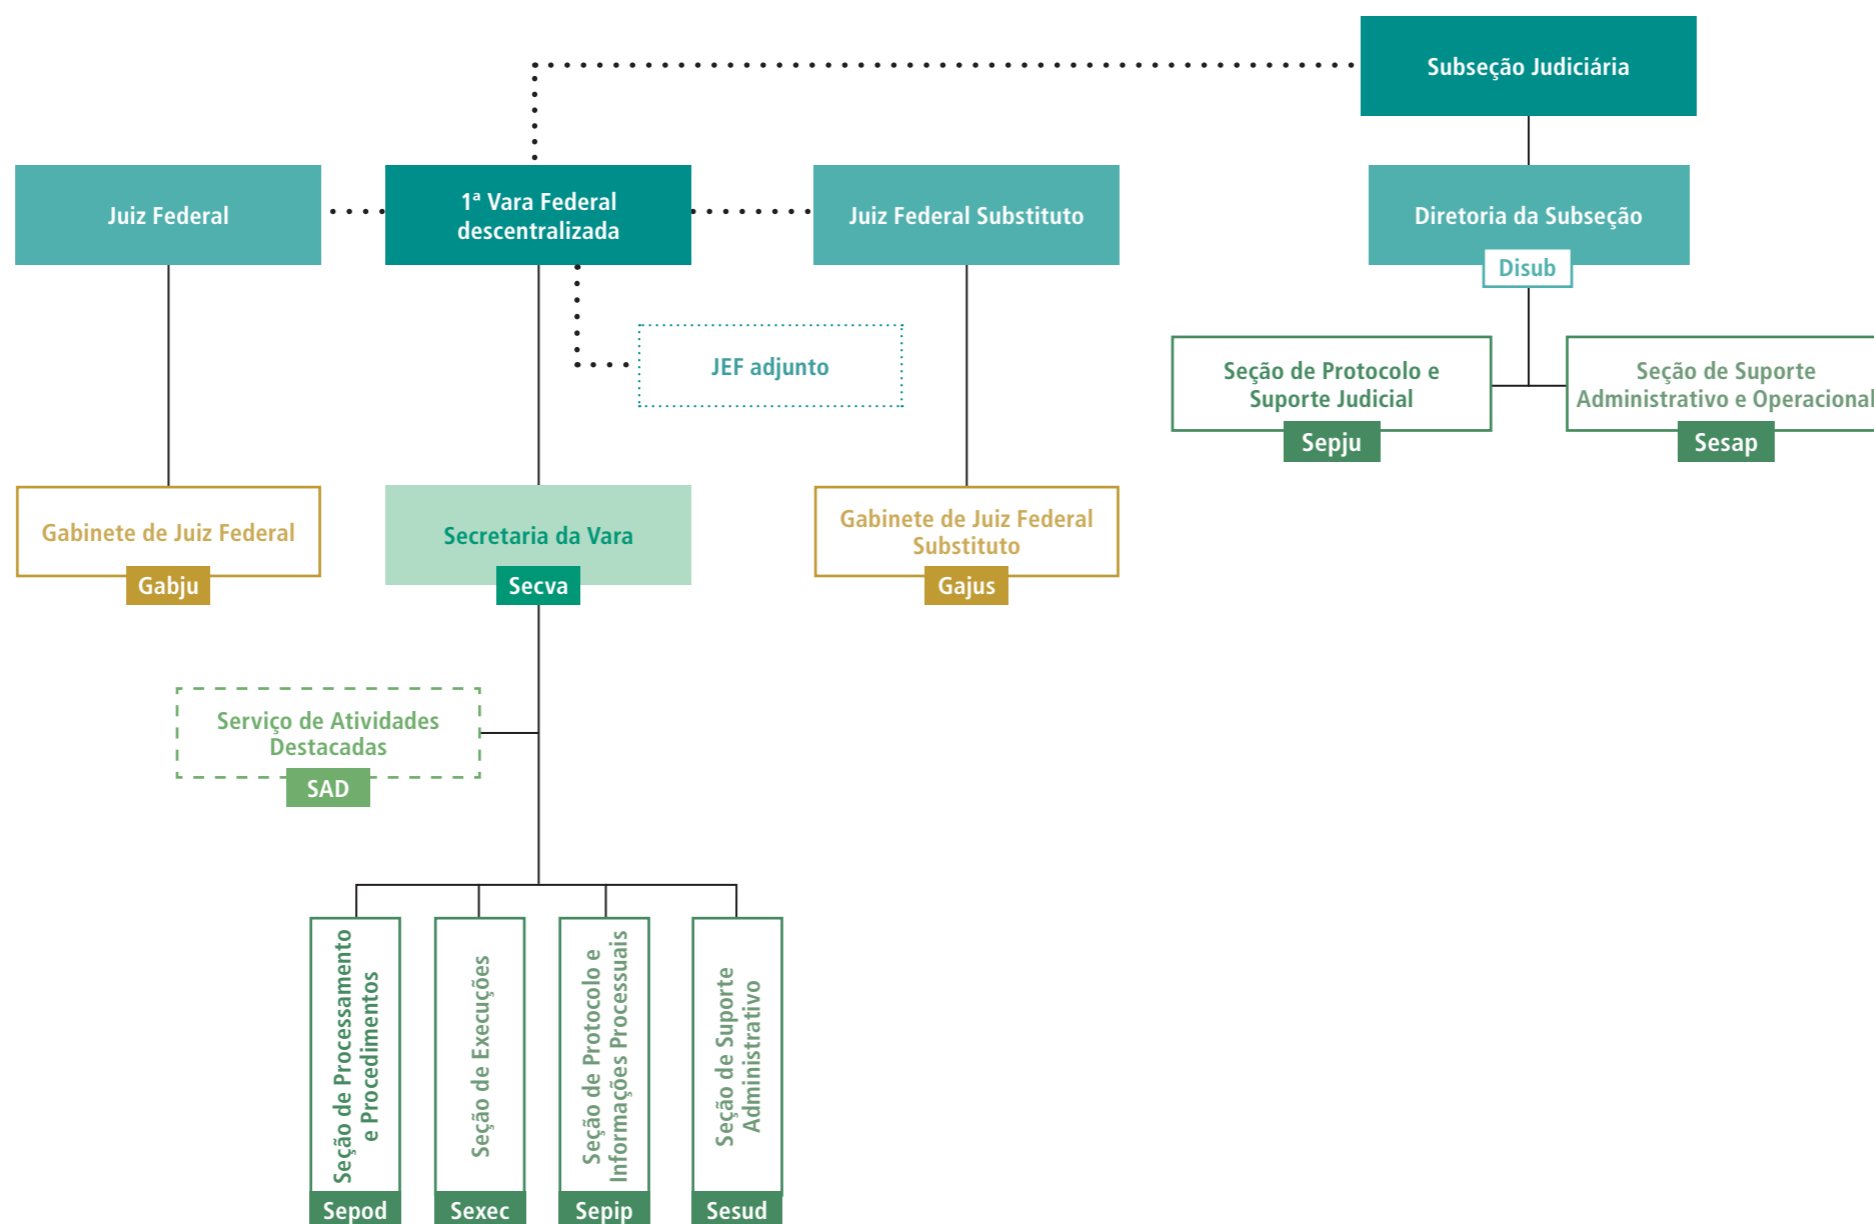 Subseção Judiciária
Juiz Federal
1ª Vara Federal
descentralizada
Juiz Federal Substituto
Diretoria da Subseção
Disub
JEF adjunto
Seção de Protocolo e
Suporte Judicial
Sepju
Seção de Suporte
Administrativo e Operacional
Sesap
Gabinete de Juiz Federal
Gabju
Secretaria da Vara
Secva
Gabinete de Juiz Federal
Substituto
Gajus
Serviço de Atividades
Destacadas
SAD
Seção de Processamento
e Procedimentos
Sepod
Seção de Execuções
Sexec
Seção de Protocolo e
Informações Processuais
Sepip
Seção de Suporte
Administrativo
Sesud